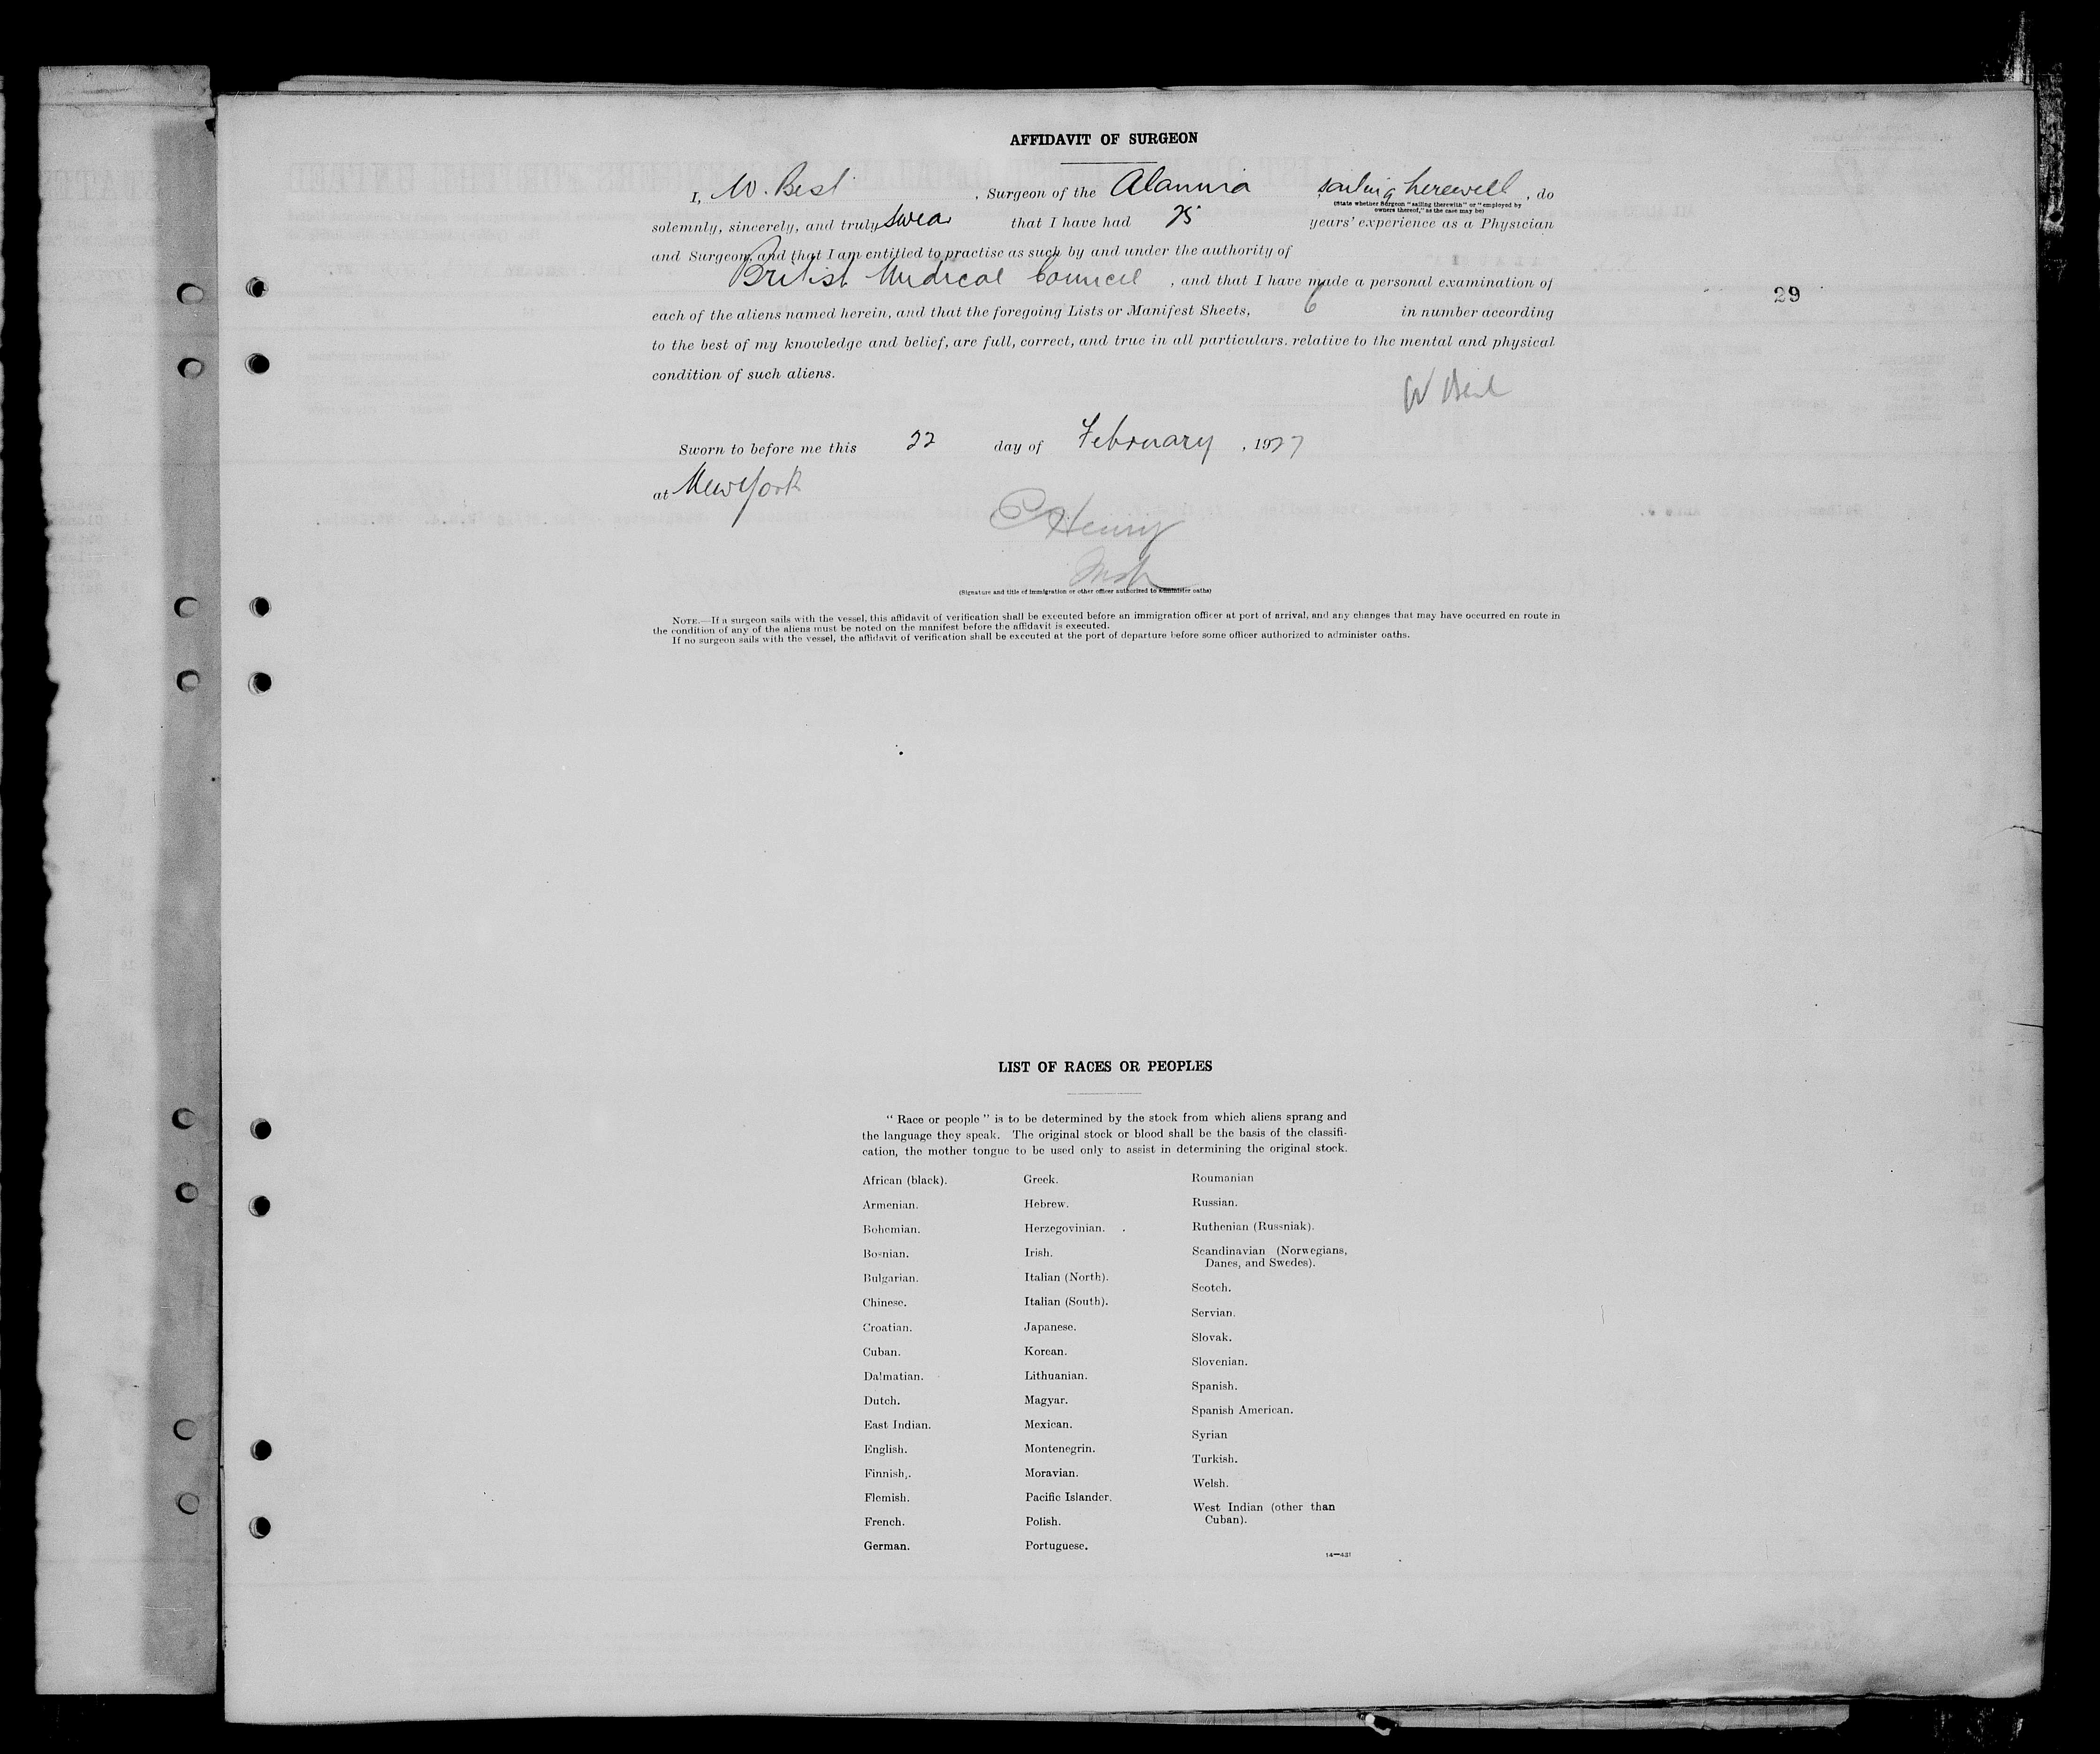 AFFIDAVIT OF SURGEON
I, W. Best, Surgeon of the Alaunia sailing herewell, do
(State whether Surgeon "sailing therewith" or "employed by
owners thereof," as the case may be)
solemnly, sincerely, and truly swear that I have had 25 years' experience as a Physician
and Surgeon, and that I am entitled to practise as such by and under the authority of
British Medical Council, and that I have made a personal examination of
29
each of the aliens named herein, and that the foregoing Lists or Manifest Sheets, 6 in number according
to the best of my knowledge and belief, are full, correct, and true in all particulars. relative to the mental and physical
condition of such aliens.
W Best
Sworn to before me this 22 day of February, 1927
at New York
C Henry
(Signature and title of immigration or other officer authorized to administer oaths)
NOTE.—If a surgeon sails with the vessel, this affidavit of verification shall be executed before an immigration officer at port of arrival, and any changes that may have occurred en route in
the condition of any of the aliens must be noted on the manifest before the affidavit is executed.
If no surgeon sails with the vessel, the affidavit of verification shall be executed at the port of departure before some officer authorized to administer oaths.
LIST OF RACES OR PEOPLES
"Race or people" is to be determined by the stock from which aliens sprang and
the language they speak. The original stock or blood shall be the basis of the classifi-
cation, the mother tongue to be used only to assist in determining the original stock.
African (black).
Armenian.
Bohemian.
Bosnian.
Bulgarian.
Chinese.
Croatian.
Cuban.
Dalmatian.
Dutch.
East Indian.
English.
Finnish,.
Flemish.
French.
German.
Greek.
Hebrew.
Herzegovinian.
Irish.
Italian (North).
Italian (South).
Japanese.
Korean.
Lithuanian.
Magyar.
Mexican.
Montenegrin.
Moravian.
Pacific Islander.
Polish.
Portuguese.
Roumanian
Russian.
Ruthenian (Russniak).
Scandinavian (Norwegians,
Danes, and Swedes).
Scotch.
Servian.
Slovak.
Slovenian.
Spanish.
Spanish American.
Syrian
Turkish.
Welsh.
West Indian (other than
Cuban).
14—431